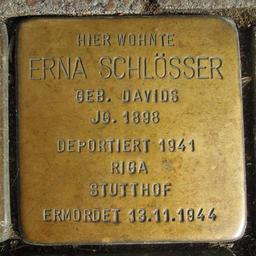 HIER WOHNTE
ERNA SCHLÖSSER
GEB. DAVIDS
JG. 1898
DEPORTIERT 1941
RIGA
STUTTHOF
ERMORDET 13.11.1944